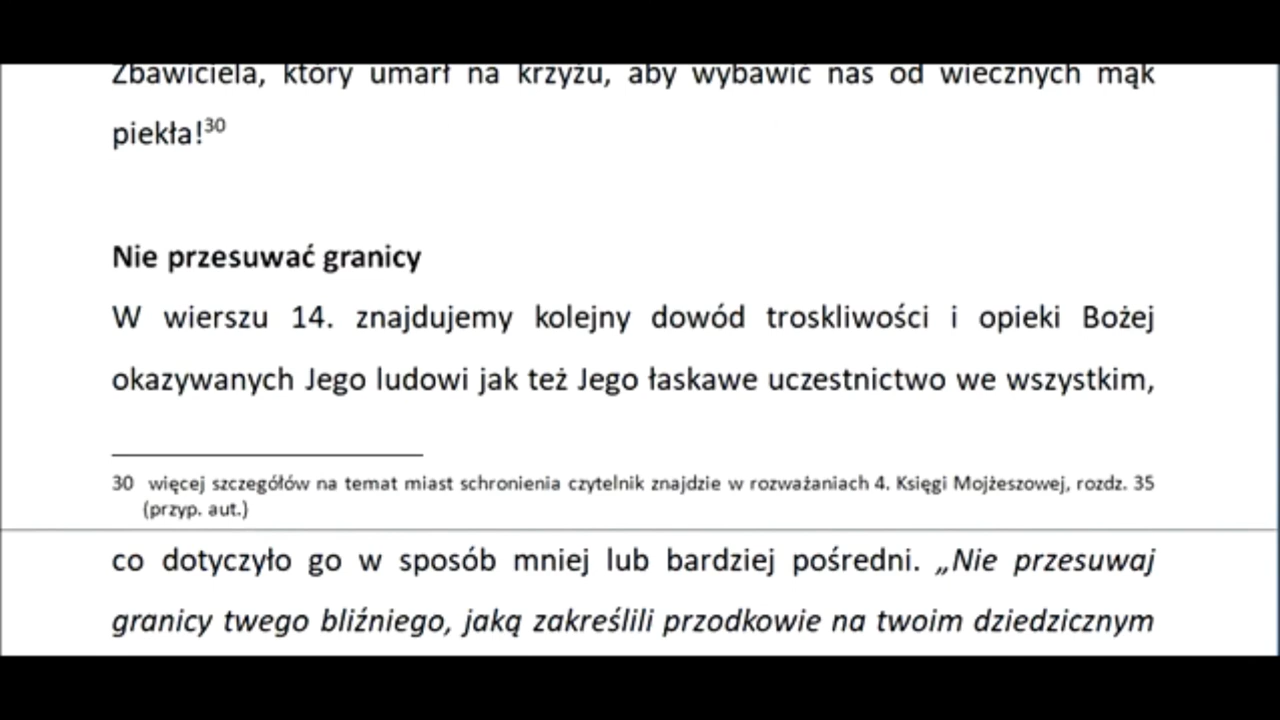 Zbawiciela, który umarł na krzyżu, aby wybawić nas od wiecznych mąk
piekła!30
Nie przesuwać granicy
W wierszu 14. znajdujemy kolejny dowód troskliwości i opieki Bożej
okazywanych Jego ludowi jak też Jego łaskawe uczestnictwo we wszystkim,
30 więcej szczegółów na temat miast schronienia czytelnik znajdzie w rozważaniach 4. Księgi Mojżeszowej, rozdz. 35
(przyp. aut.)
co dotyczyło go w sposób mniej lub bardziej pośredni. „Nie przesuwaj
granicy twego bliźniego, jaką zakreślili przodkowie na twoim dziedzicznym